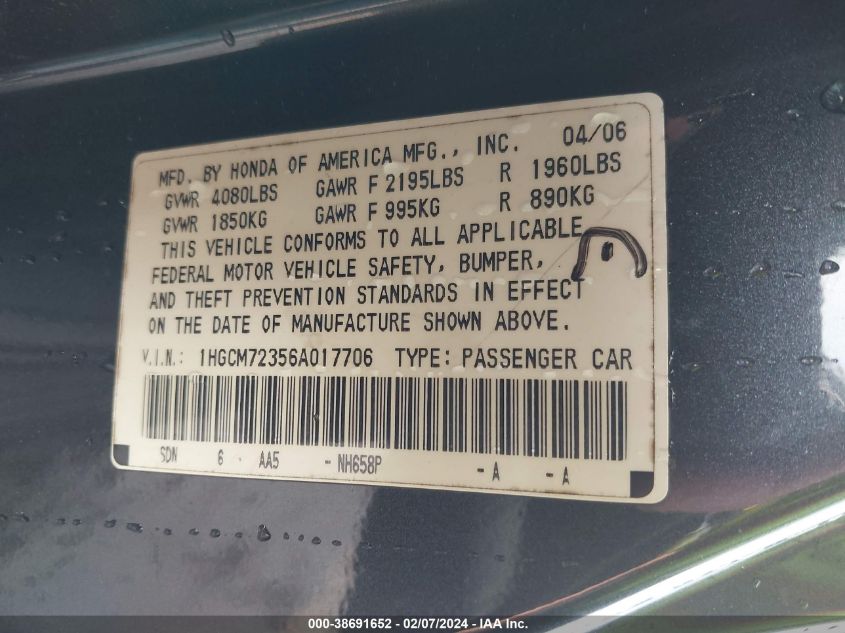 MFD. BY HONDA OF AMERICA MFG., INC. 04/06
GVWR 4080LBS GAWR F 2195LBS R 1960LBS
GVWR 1850KG GAWR F 995KG R 890KG
THIS VEHICLE CONFORMS TO ALL APPLICABLE
FEDERAL MOTOR VEHICLE SAFETY, BUMPER,
AND THEFT PREVENTION STANDARDS IN EFFECT
ON THE DATE OF MANUFACTURE SHOWN ABOVE.
V.I.N.: 1HGCM72356A017706 TYPE: PASSENGER CAR
SDN 6 AA5 - NH658P - A - A
000-38691652 / 02/07/2024 - IAA Inc.